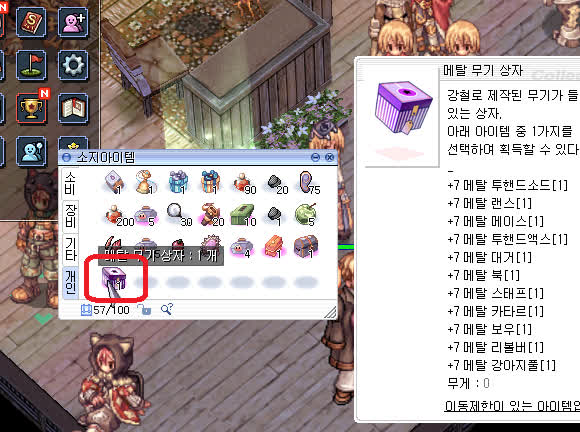 N
N
소지아이템
소비
장비
기타
개인
1
1
1
1
90
20
75
200
5
30
20
10
1
5
4
1
1
메탈 무기 상자 : 1 개
1
57/100
메탈 무기 상자
강철로 제작된 무기가 들
있는 상자.
아래 아이템 중 1가지를
선택하여 획득할 수 있다
_
+7 메탈 투핸드소드[1]
+7 메탈 랜스[1]
+7 메탈 메이스[1]
+7 메탈 투핸드액스[1]
+7 메탈 대거[1]
+7 메탈 북[1]
+7 메탈 스태프[1]
+7 메탈 카타르[1]
+7 메탈 보우[1]
+7 메탈 리볼버[1]
+7 메탈 강아지풀[1]
무게 : 0
이동제한이 있는 아이템입